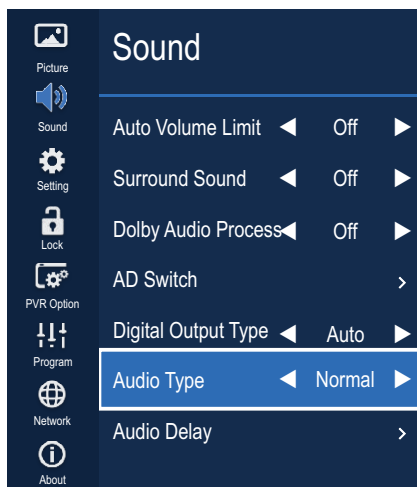 Picture
Sound
Setting
Lock
PVR Option
Program
Network
About
Sound
Auto Volume Limit Off
Surround Sound Off
Dolby Audio Process Off
AD Switch
Digital Output Type Auto
Audio Type Normal
Audio Delay